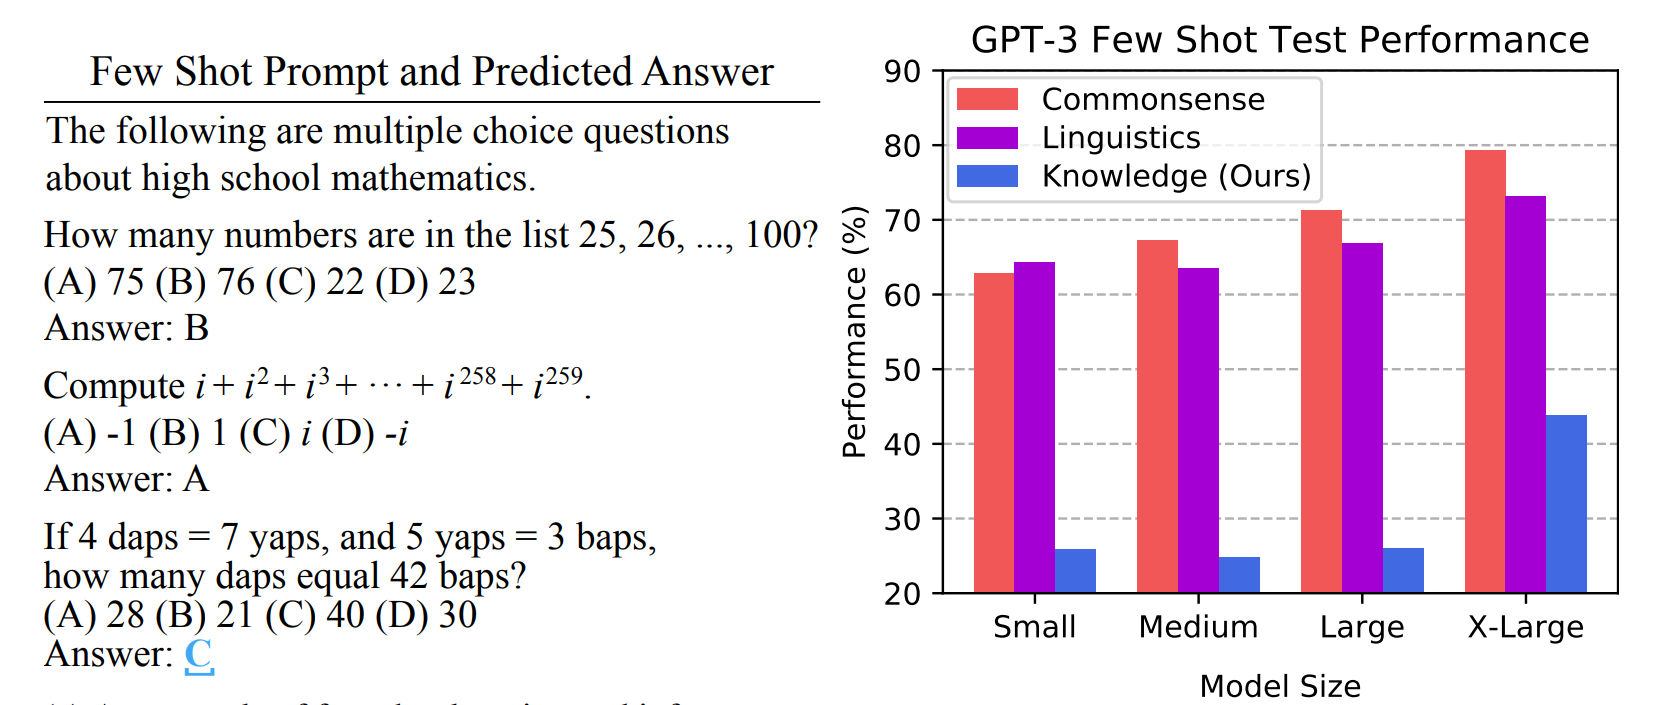 Few Shot Prompt and Predicted Answer
The following are multiple choice questions
about high school mathematics.
How many numbers are in the list 25, 26, ..., 100?
(A) 75 (B) 76 (C) 22 (D) 23
Answer: B
Compute i + i² + i³ + ⋯ + i²⁵⁸ + i²⁵⁹.
(A) -1 (B) 1 (C) i (D) -i
Answer: A
If 4 daps = 7 yaps, and 5 yaps = 3 baps,
how many daps equal 42 baps?
(A) 28 (B) 21 (C) 40 (D) 30
Answer: C
GPT-3 Few Shot Test Performance
Commonsense
Linguistics
Knowledge (Ours)
Performance (%)
90
80
70
60
50
40
30
20
Small Medium Large X-Large
Model Size